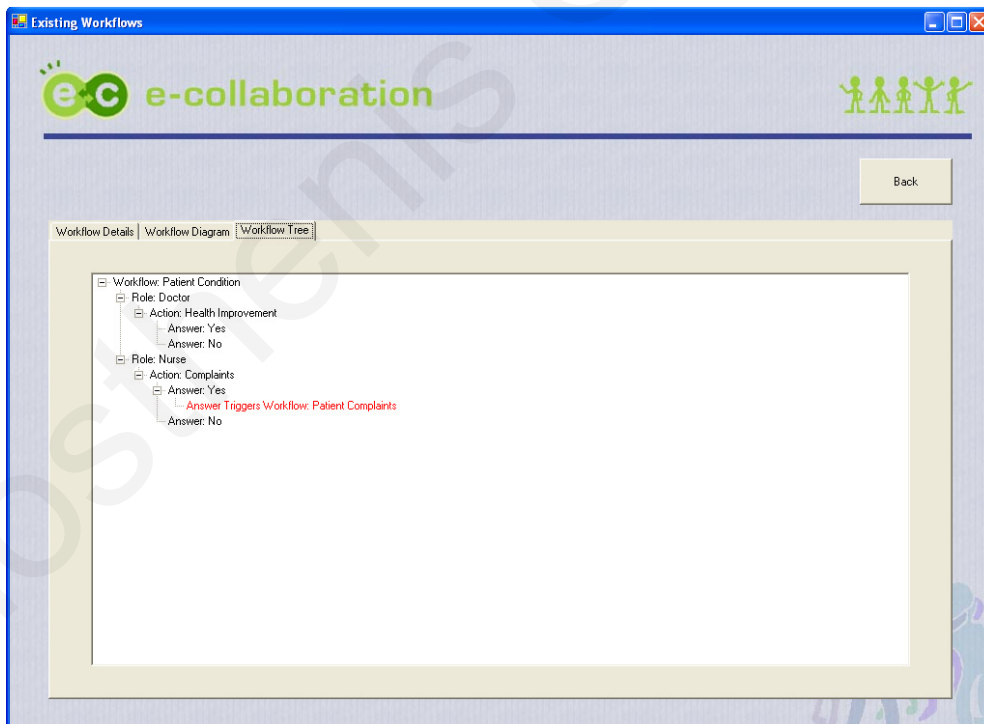 Existing Workflows
ec e-collaboration
Back
Workflow Details Workflow Diagram Workflow Tree
Workflow: Patient Condition
Role: Doctor
Action: Health Improvement
Answer: Yes
Answer: No
Role: Nurse
Action: Complaints
Answer: Yes
Answer Triggers Workflow: Patient Complaints
Answer: No